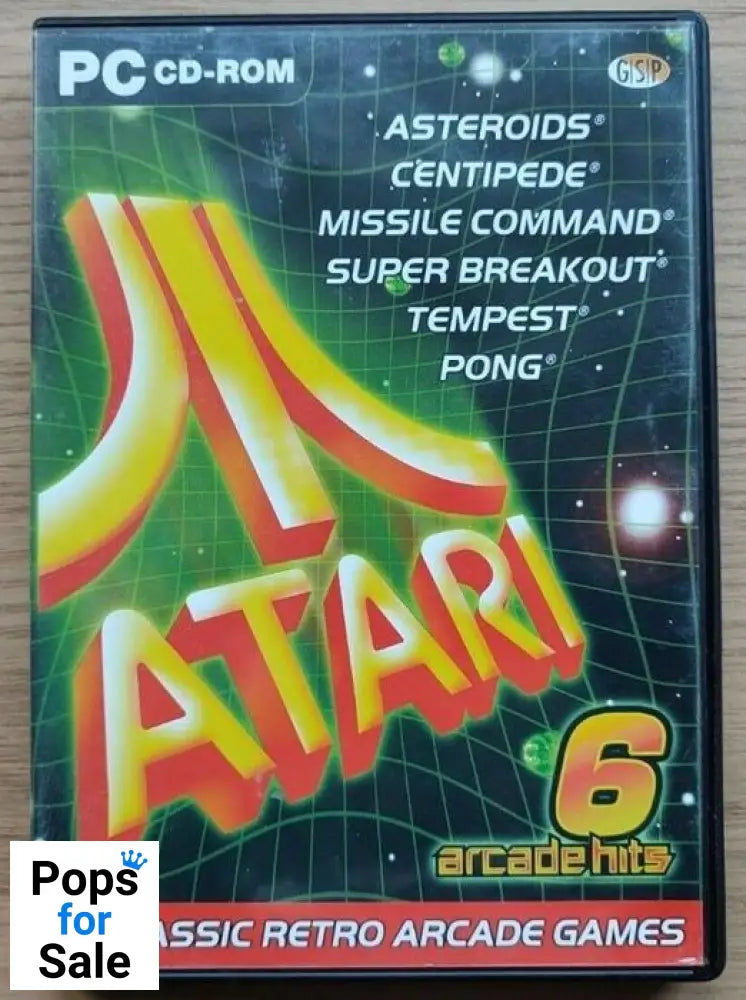 PC CD-ROM
GSP
ASTEROIDS®
CENTIPEDE®
MISSILE COMMAND®
SUPER BREAKOUT®
TEMPEST®
PONG®
ATARI
6
arcade hits
ASSIC RETRO ARCADE GAMES
Pops
for
Sale